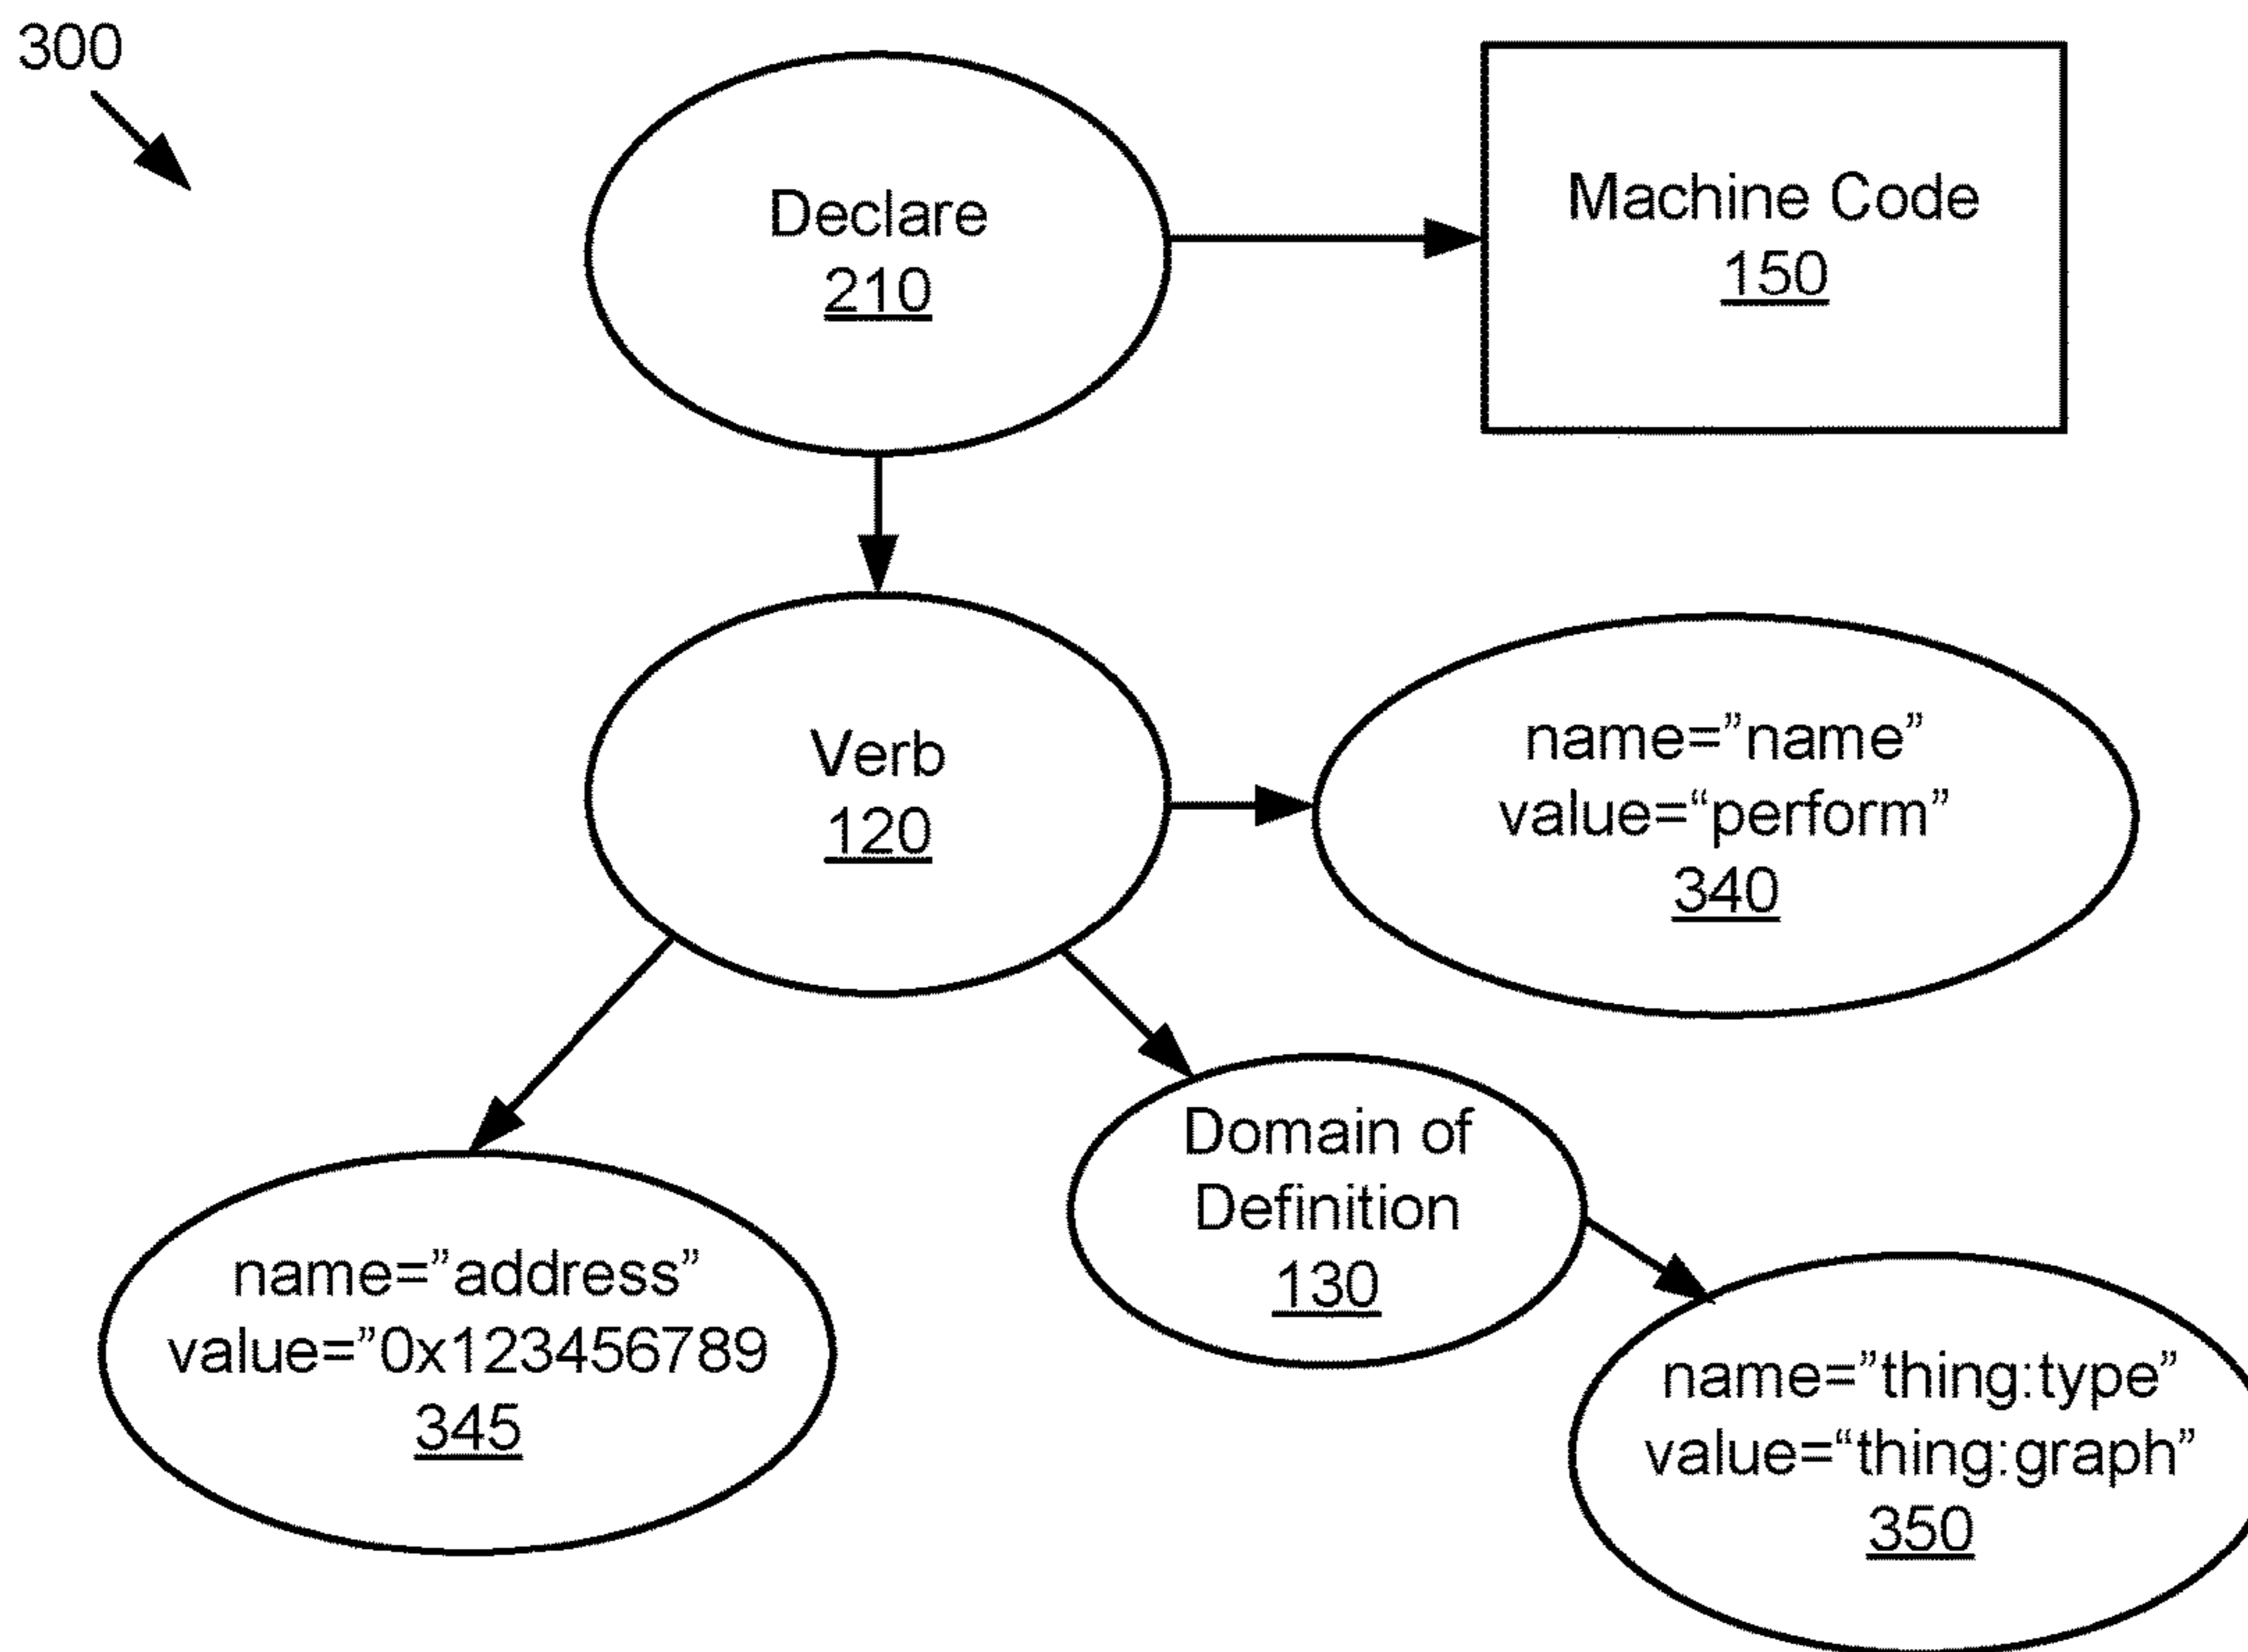 300
Declare
210
Machine Code
150
Verb
120
name=”name”
value=“perform”
340
Domain of
Definition
130
name=”address”
value=”0x123456789
345
name=”thing:type”
value=“thing:graph”
350